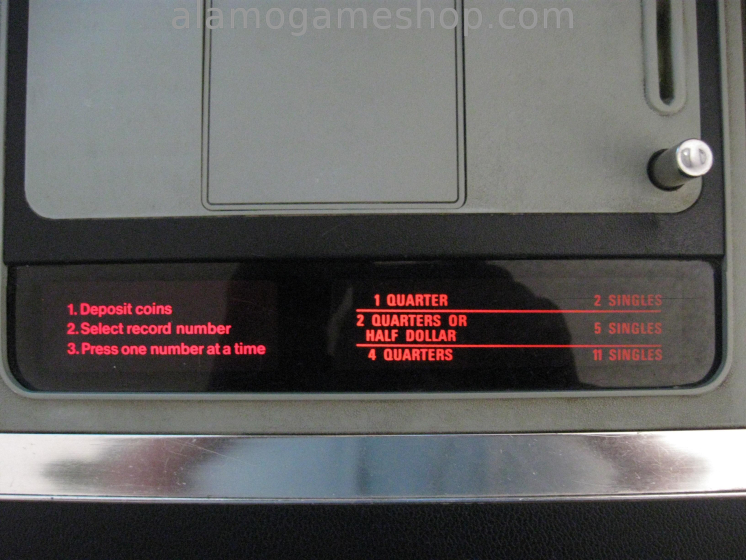 alamogameshop.com
1. Deposit coins
2. Select record number
3. Press one number at a time
1 QUARTER 2 SINGLES
2 QUARTERS OR
HALF DOLLAR 5 SINGLES
4 QUARTERS 11 SINGLES